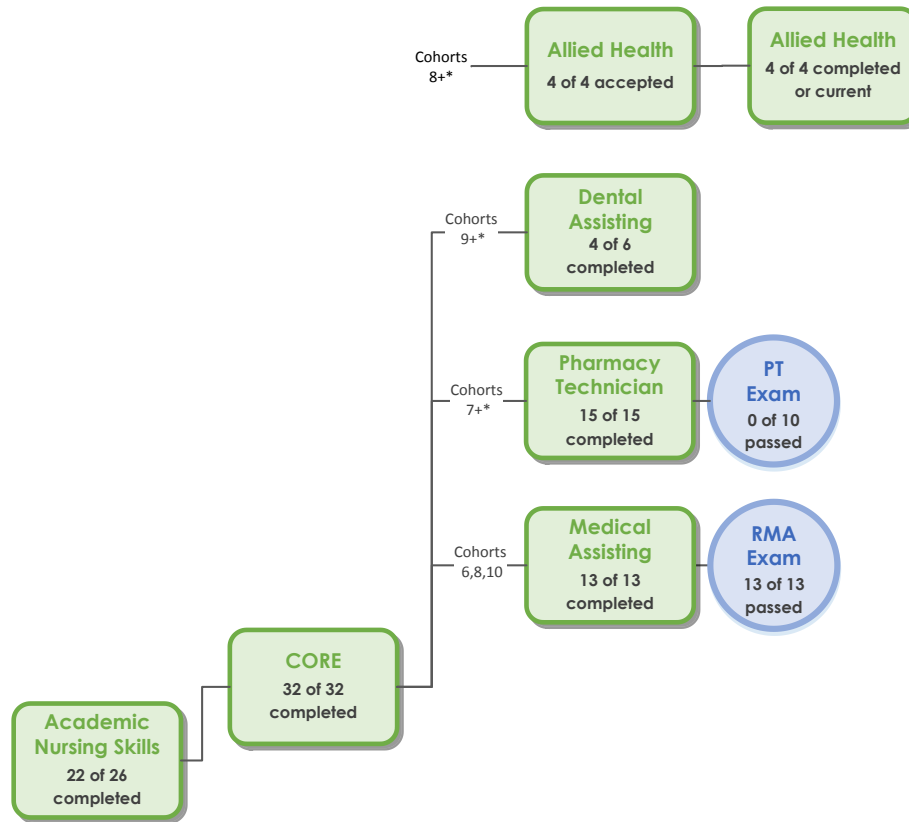 Cohorts
8+*
Allied Health
4 of 4 accepted
Allied Health
4 of 4 completed
or current
Cohorts
9+*
Dental
Assisting
4 of 6
completed
Cohorts
7+*
Pharmacy
Technician
15 of 15
completed
PT
Exam
0 of 10
passed
Cohorts
6,8,10
Medical
Assisting
13 of 13
completed
RMA
Exam
13 of 13
passed
CORE
32 of 32
completed
Academic
Nursing Skills
22 of 26
completed